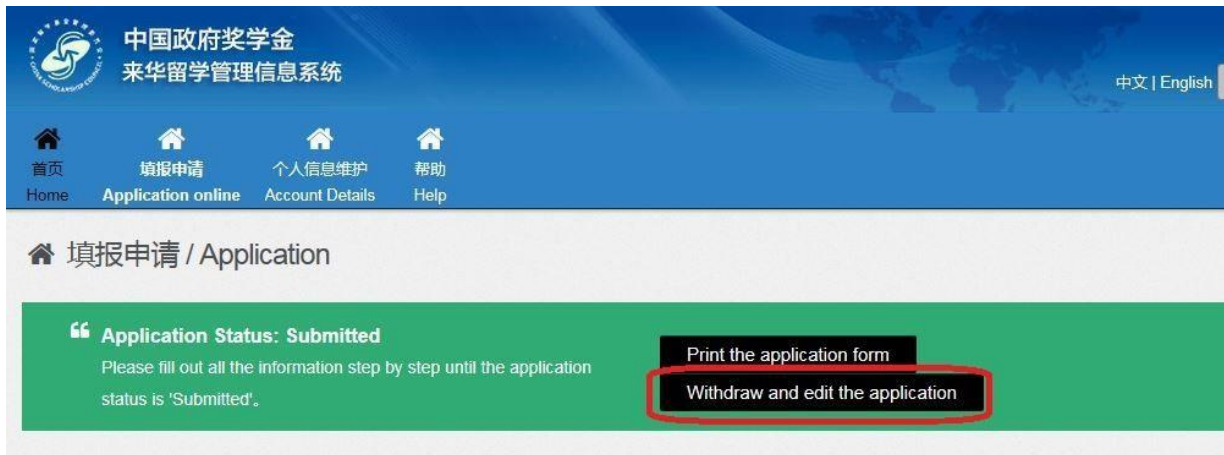 中国政府奖学金
来华留学管理信息系统
中文 | English
首页
Home
填报申请
Application online
个人信息维护
Account Details
帮助
Help
填报申请 / Application
Application Status: Submitted
Please fill out all the information step by step until the application
status is 'Submitted'。
Print the application form
Withdraw and edit the application